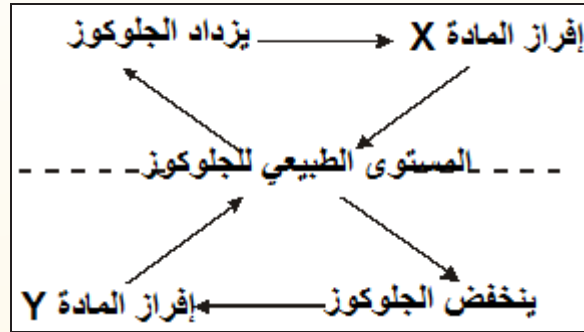 إفراز المادة X
يزداد الجلوكوز
المستوى الطبيعي للجلوكوز
ينخفض الجلوكوز
إفراز المادة Y